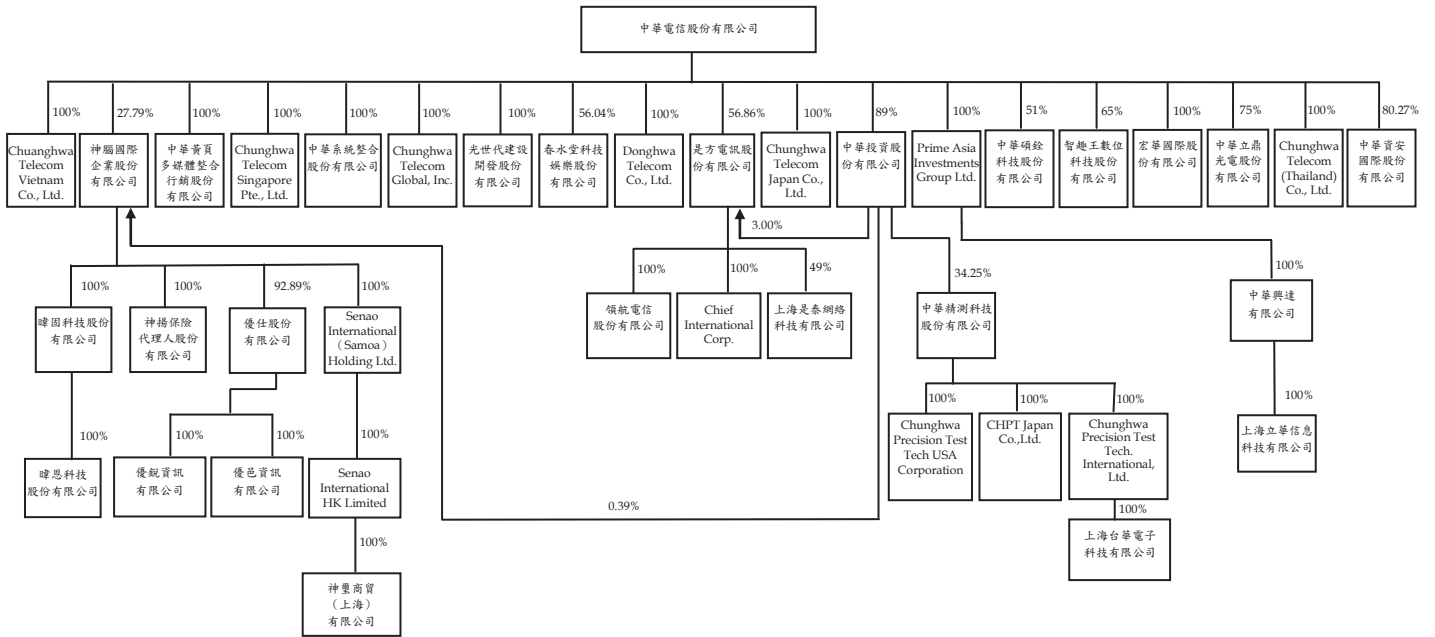 中華電信股份有限公司
100%
27.79%
100%
100%
100%
100%
100%
56.04%
100%
56.86%
100%
89%
100%
51%
65%
100%
75%
100%
80.27%
Chuanghwa
Telecom
Vietnam
Co., Ltd.
神腦國際
企業股份
有限公司
中華黃頁
多媒體整合
行銷股份
有限公司
Chunghwa
Telecom
Singapore
Pte., Ltd.
中華系統整合
股份有限公司
Chunghwa
Telecom
Global, Inc.
光世代建設
開發股份
有限公司
春水堂科技
娛樂股份
有限公司
Donghwa
Telecom
Co., Ltd.
是方電訊股
份有限公司
Chunghwa
Telecom
Japan Co.,
Ltd.
中華投資股
份有限公司
Prime Asia
Investments
Group Ltd.
中華碩銓
科技股份
有限公司
智趣王數位
科技股份
有限公司
宏華國際股
份有限公司
中華立鼎
光電股份
有限公司
Chunghwa
Telecom
(Thailand)
Co., Ltd.
中華資安
國際股份
有限公司
3.00%
100%
100%
92.89%
100%
100%
100%
49%
34.25%
100%
暐固科技股份
有限公司
神揚保險
代理人股份
有限公司
優仕股份
有限公司
Senao
International
（Samoa）
Holding Ltd.
領航電信
股份有限公司
Chief
International
Corp.
上海是泰網絡
科技有限公司
中華精測科技
股份有限公司
中華興達
有限公司
100%
100%
100%
100%
100%
100%
100%
100%
暐恩科技
股份有限公司
優銳資訊
有限公司
優邑資訊
有限公司
Senao
International
HK Limited
Chunghwa
Precision Test
Tech USA
Corporation
CHPT Japan
Co.,Ltd.
Chunghwa
Precision Test
Tech.
International,
Ltd.
上海立華信息
科技有限公司
0.39%
100%
100%
神璽商貿
（上海）
有限公司
上海台華電子
科技有限公司